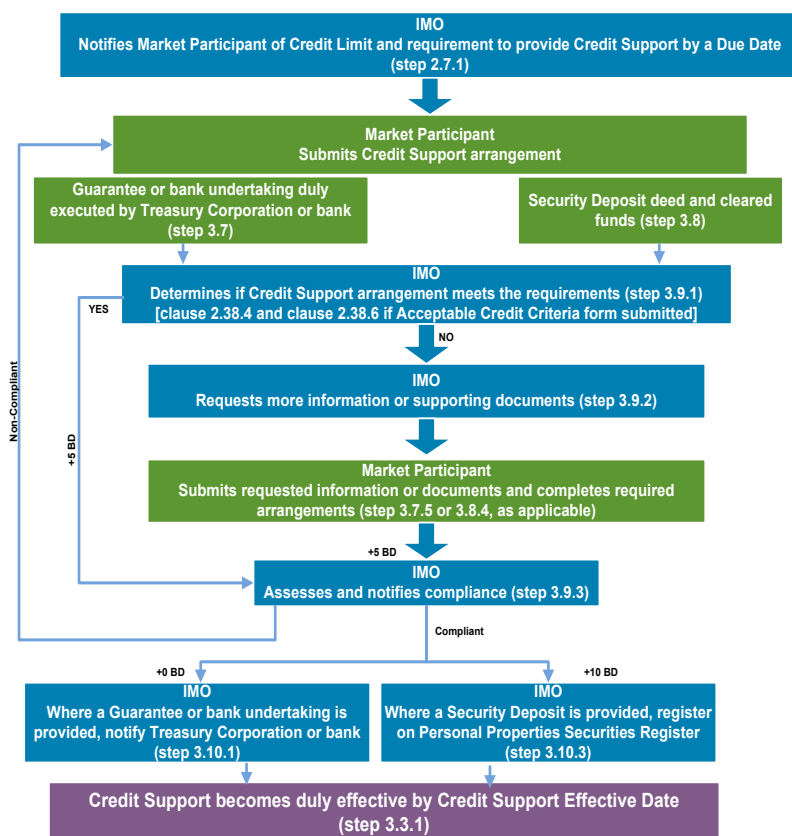 IMO
Notifies Market Participant of Credit Limit and requirement to provide Credit Support by a Due Date
(step 2.7.1)
Market Participant
Submits Credit Support arrangement
Guarantee or bank undertaking duly
executed by Treasury Corporation or bank
(step 3.7)
Security Deposit deed and cleared
funds (step 3.8)
IMO
Determines if Credit Support arrangement meets the requirements (step 3.9.1)
[clause 2.38.4 and clause 2.38.6 if Acceptable Credit Criteria form submitted]
YES
NO
Non-Compliant
+5 BD
IMO
Requests more information or supporting documents (step 3.9.2)
Market Participant
Submits requested information or documents and completes required
arrangements (step 3.7.5 or 3.8.4, as applicable)
+5 BD
IMO
Assesses and notifies compliance (step 3.9.3)
Compliant
+0 BD
+10 BD
IMO
Where a Guarantee or bank undertaking is
provided, notify Treasury Corporation or bank
(step 3.10.1)
IMO
Where a Security Deposit is provided, register
on Personal Properties Securities Register
(step 3.10.3)
Credit Support becomes duly effective by Credit Support Effective Date
(step 3.3.1)